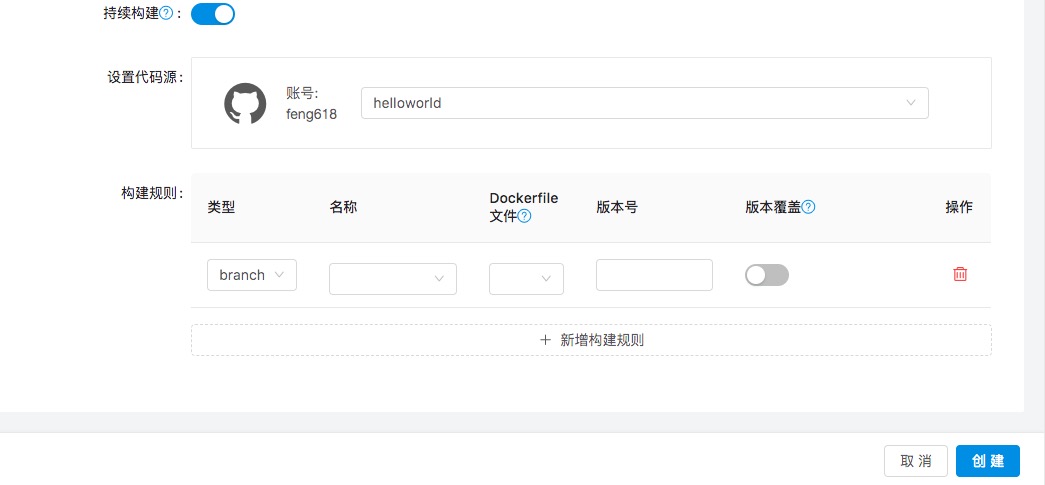 持续构建? :
设置代码源 :
账号:
feng618
helloworld
构建规则 :
类型
名称
Dockerfile
文件?
版本号
版本覆盖?
操作
branch
+ 新增构建规则
取 消
创 建